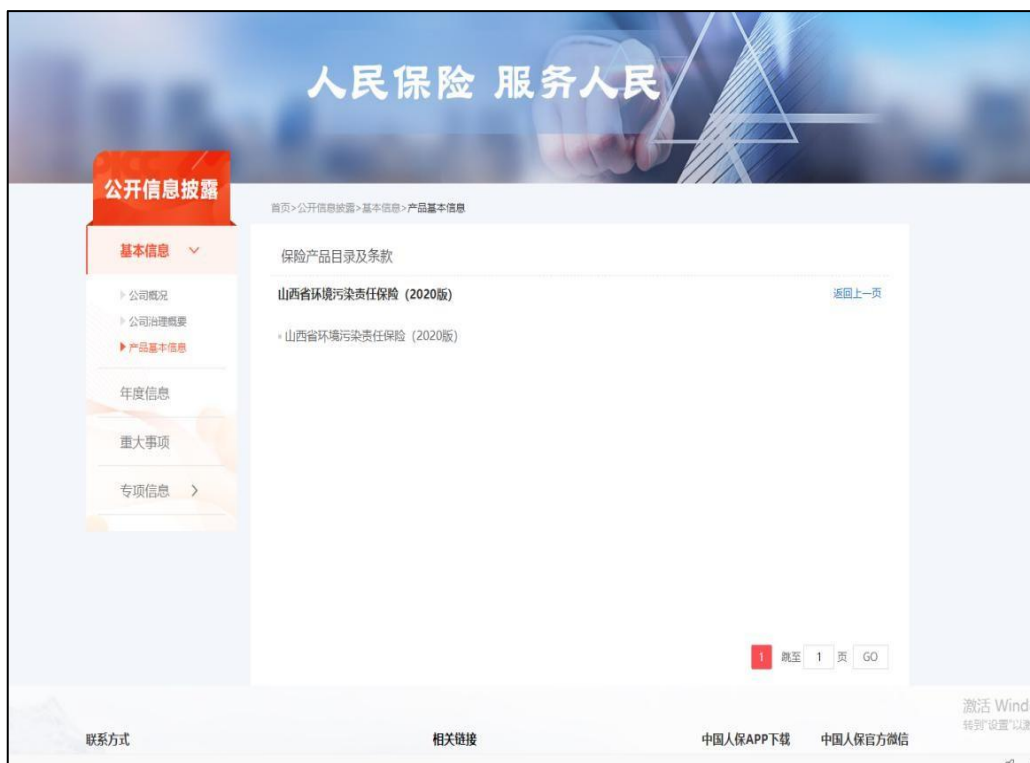 人民保险 服务人民
公开信息披露
首页>公开信息披露>基本信息>产品基本信息
基本信息
公司概况
公司治理概要
产品基本信息
年度信息
重大事项
专项信息
保险产品目录及条款
山西省环境污染责任保险（2020版）
返回上一页
山西省环境污染责任保险（2020版）
1 跳至 1 页 GO
激活 Wind
转到"设置"以激
联系方式
相关链接
中国人保APP下载
中国人保官方微信